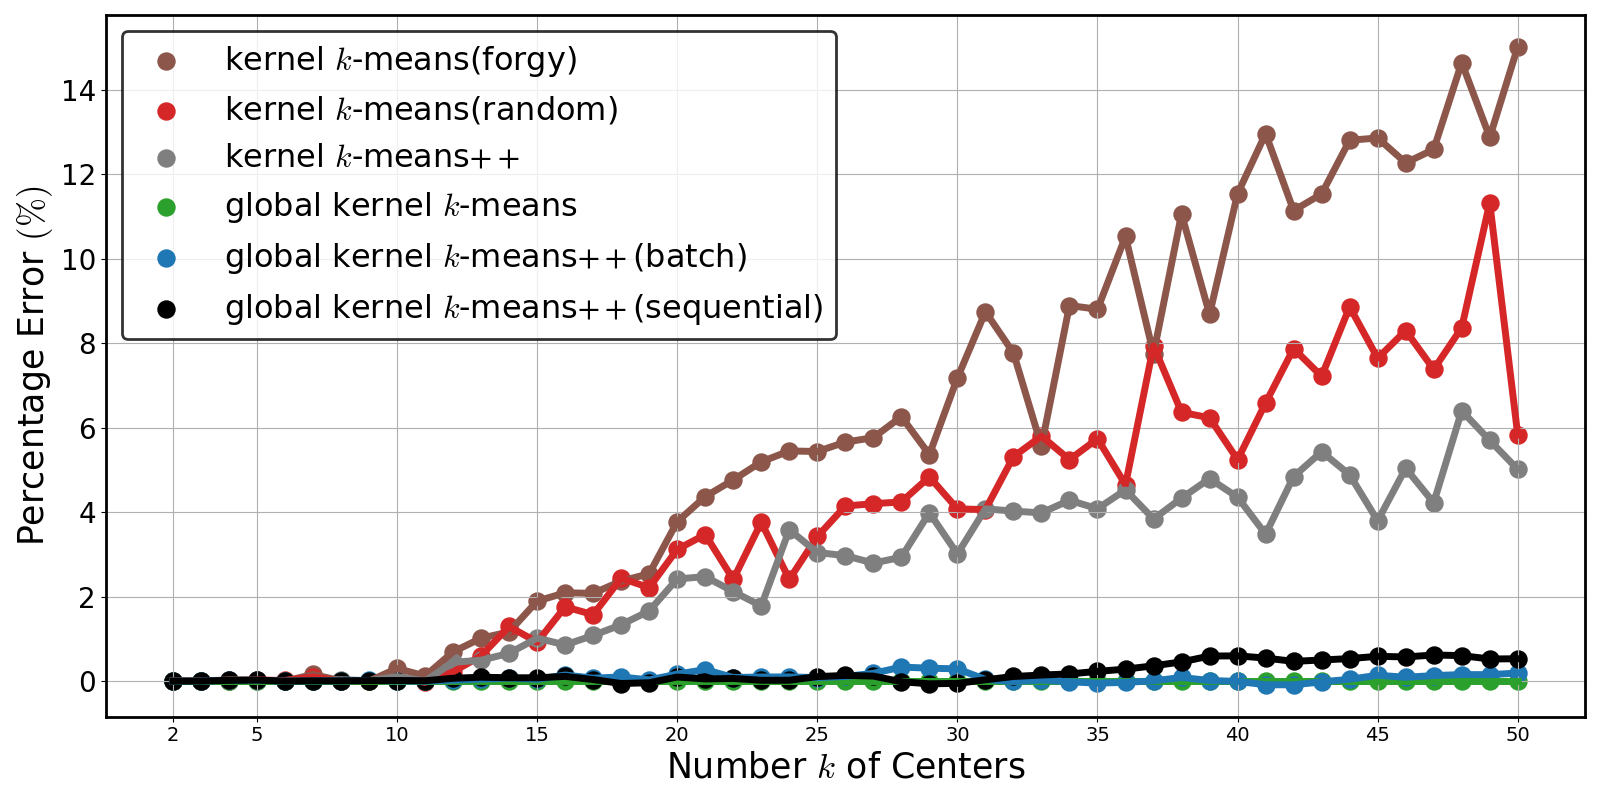 kernel k-means(forgy)
kernel k-means(random)
kernel k-means++
global kernel k-means
global kernel k-means++(batch)
global kernel k-means++(sequential)
Percentage Error (%)
14
12
10
8
6
4
2
0
2 5 10 15 20 25 30 35 40 45 50
Number k of Centers